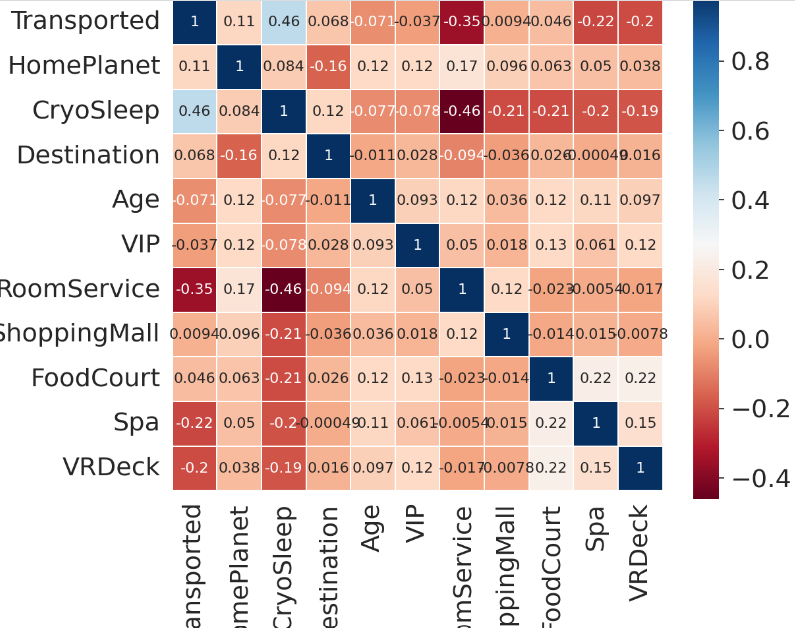 Transported 1 0.11 0.46 0.068 -0.071 -0.037 -0.35 0.0094 0.046 -0.22 -0.2
HomePlanet 0.11 1 0.084 -0.16 0.12 0.12 0.17 0.096 0.063 0.05 0.038
CryoSleep 0.46 0.084 1 0.12 -0.077 -0.078 -0.46 -0.21 -0.21 -0.2 -0.19
Destination 0.068 -0.16 0.12 1 -0.011 0.028 -0.094 -0.036 0.026 0.00049 0.016
Age -0.071 0.12 -0.077 -0.011 1 0.093 0.12 0.036 0.12 0.11 0.097
VIP -0.037 0.12 -0.078 0.028 0.093 1 0.05 0.018 0.13 0.061 0.12
RoomService -0.35 0.17 -0.46 -0.094 0.12 0.05 1 0.12 -0.023 -0.0054 -0.017
ShoppingMall 0.0094 0.096 -0.21 -0.036 0.036 0.018 0.12 1 -0.014 0.015 -0.0078
FoodCourt 0.046 0.063 -0.21 0.026 0.12 0.13 -0.023 -0.014 1 0.22 0.22
Spa -0.22 0.05 -0.2 -0.00049 0.11 0.061 -0.0054 0.015 0.22 1 0.15
VRDeck -0.2 0.038 -0.19 0.016 0.097 0.12 -0.017 -0.0078 0.22 0.15 1
ansported
omePlanet
CryoSleep
estination
Age
VIP
omService
ppingMall
FoodCourt
Spa
VRDeck
0.8
0.6
0.4
0.2
0.0
−0.2
−0.4